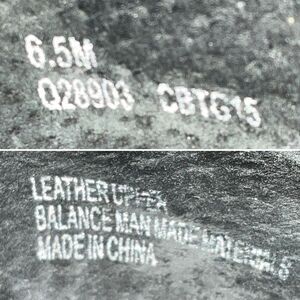 6.5M
Q28903 CBTG15
LEATHER UPPER
BALANCE MAN MADE MATERIALS
MADE IN CHINA